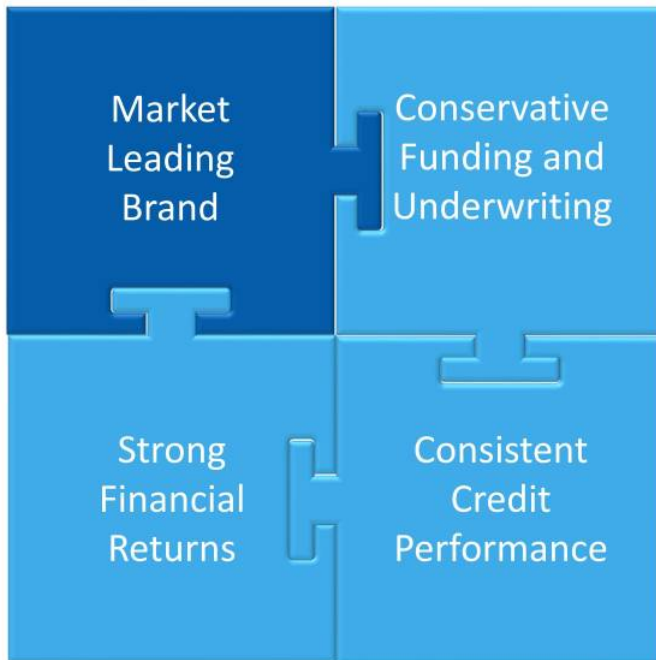 Market
Leading
Brand
Conservative
Funding and
Underwriting
Strong
Financial
Returns
Consistent
Credit
Performance